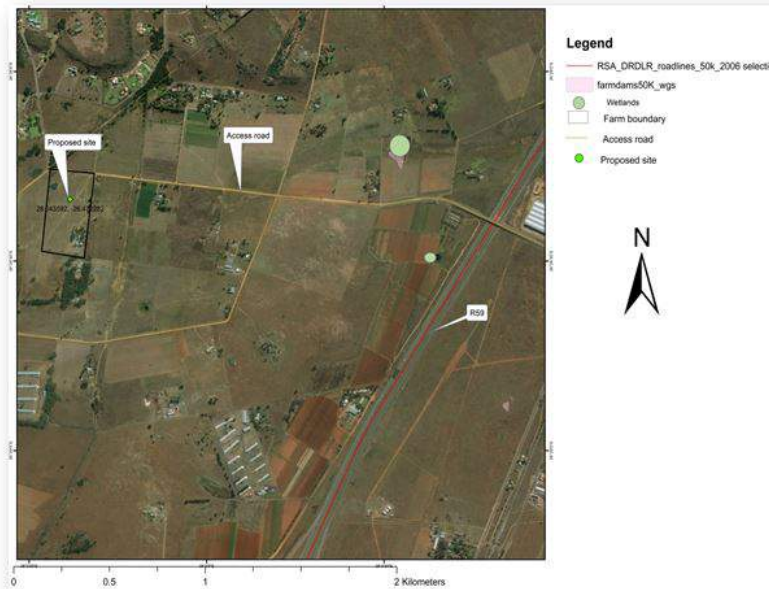 Legend
RSA_DRDLR_roadlines_50k_2006 selecti
farmdams50K_wgs
Wetlands
Farm boundary
Access road
Proposed site
Proposed site
Access road
R59
N
0 0.5 1 2 Kilometers